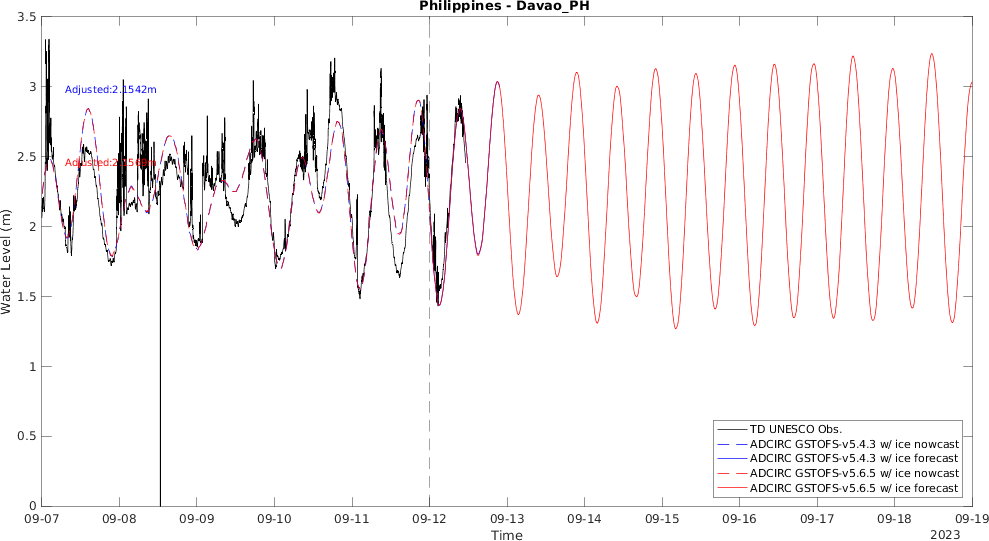 Philippines - Davao_PH
3.5
3
2.5
2
1.5
1
0.5
0
Water Level (m)
Adjusted:2.1542m
Adjusted:
TD UNESCO Obs.
ADCIRC GSTOFS-v5.4.3 w/ ice nowcast
ADCIRC GSTOFS-v5.4.3 w/ ice forecast
ADCIRC GSTOFS-v5.6.5 w/ ice nowcast
ADCIRC GSTOFS-v5.6.5 w/ ice forecast
09-07 09-08 09-09 09-10 09-11 09-12 09-13 09-14 09-15 09-16 09-17 09-18 09-19
Time
2023